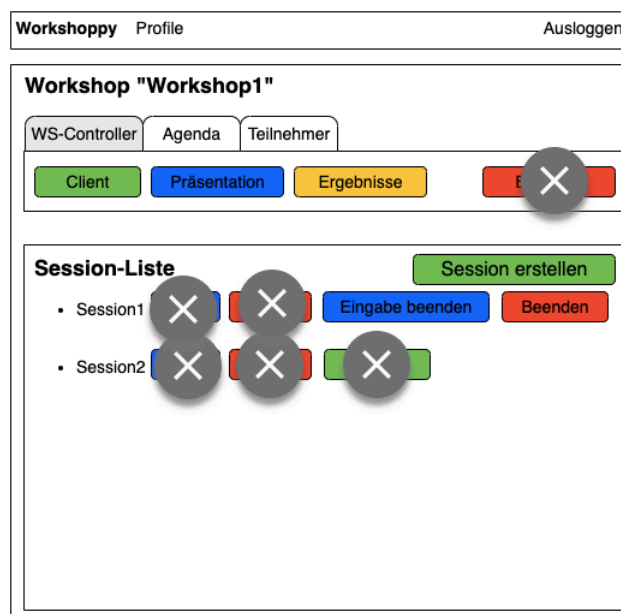 Workshoppy Profile Ausloggen
Workshop "Workshop1"
WS-Controller Agenda Teilnehmer
Client Präsentation Ergebnisse
Session-Liste Session erstellen
Session1 Eingabe beenden Beenden
Session2